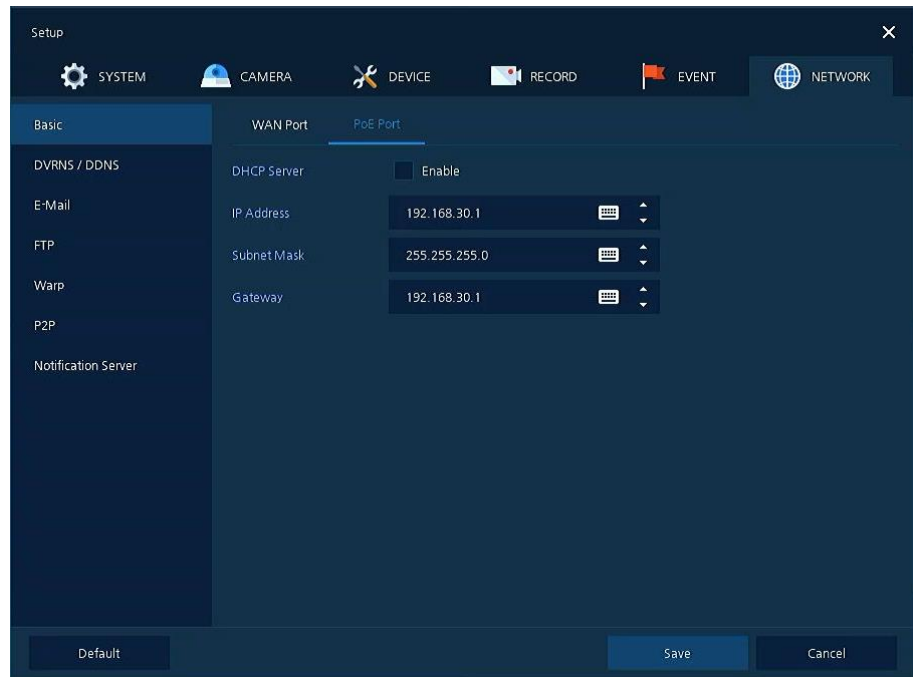 Setup
SYSTEM CAMERA DEVICE RECORD EVENT NETWORK
Basic
DVRNS / DDNS
E-Mail
FTP
Warp
P2P
Notification Server
WAN Port PoE Port
DHCP Server Enable
IP Address 192.168.30.1
Subnet Mask 255.255.255.0
Gateway 192.168.30.1
Default Save Cancel